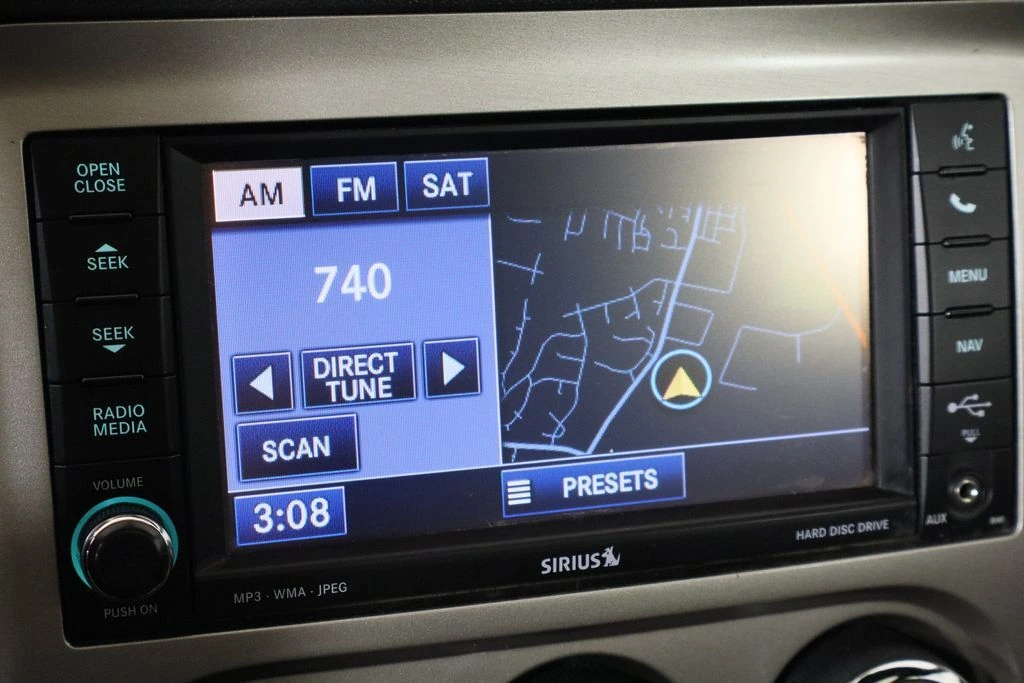 OPEN
CLOSE
SEEK
SEEK
RADIO
MEDIA
VOLUME
PUSH ON
AM
FM
SAT
740
DIRECT
TUNE
SCAN
3:08
PRESETS
MP3 · WMA · JPEG
SIRIUS
HARD DISC DRIVE
MENU
NAV
PULL
AUX